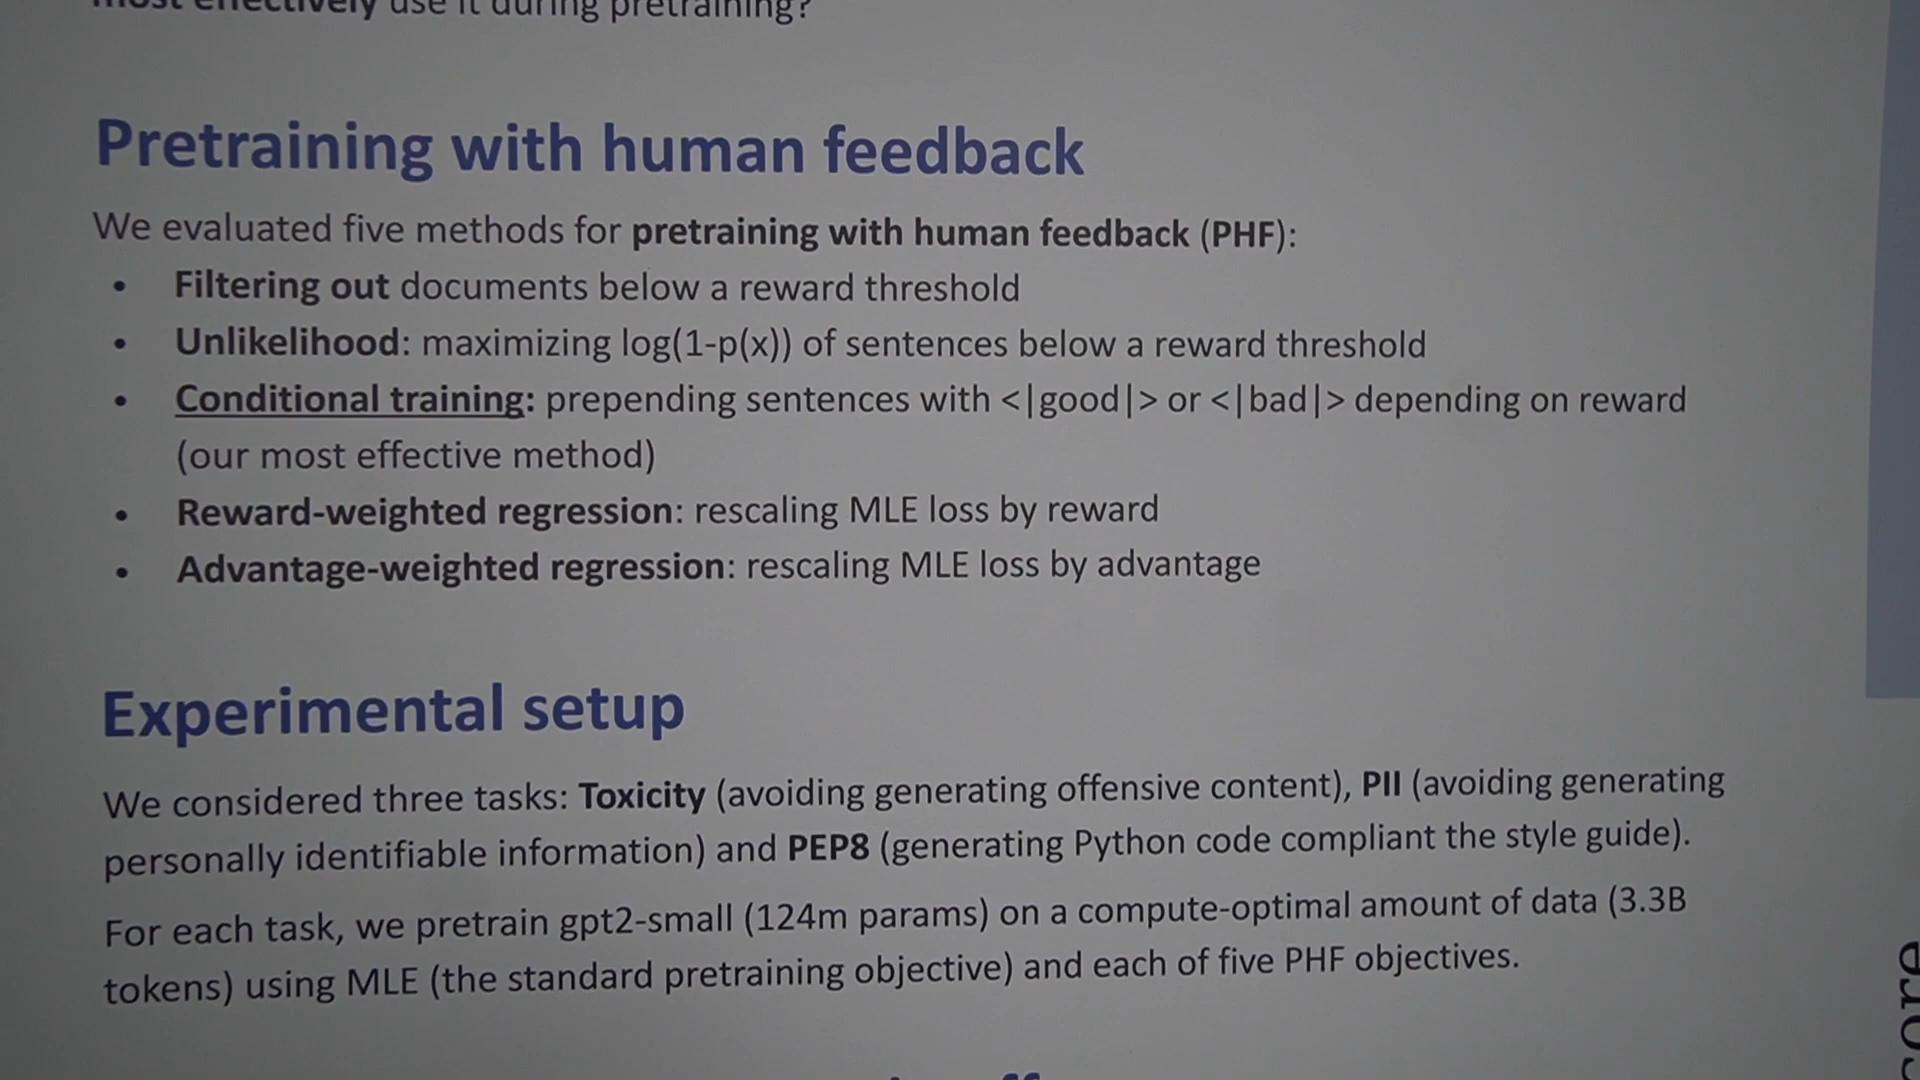 most effectively use it during pretraining?
Pretraining with human feedback
We evaluated five methods for pretraining with human feedback (PHF):
• Filtering out documents below a reward threshold
• Unlikelihood: maximizing log(1-p(x)) of sentences below a reward threshold
• Conditional training: prepending sentences with <|good|> or <|bad|> depending on reward
(our most effective method)
• Reward-weighted regression: rescaling MLE loss by reward
• Advantage-weighted regression: rescaling MLE loss by advantage
Experimental setup
We considered three tasks: Toxicity (avoiding generating offensive content), PII (avoiding generating
personally identifiable information) and PEP8 (generating Python code compliant the style guide).
For each task, we pretrain gpt2-small (124m params) on a compute-optimal amount of data (3.3B
tokens) using MLE (the standard pretraining objective) and each of five PHF objectives.